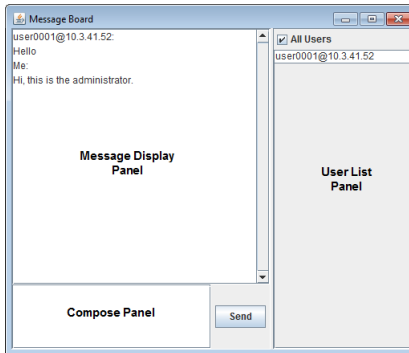 Message Board
user0001@10.3.41.52:
Hello
Me:
Hi, this is the administrator.
Message Display
Panel
All Users
user0001@10.3.41.52
User List
Panel
Compose Panel
Send